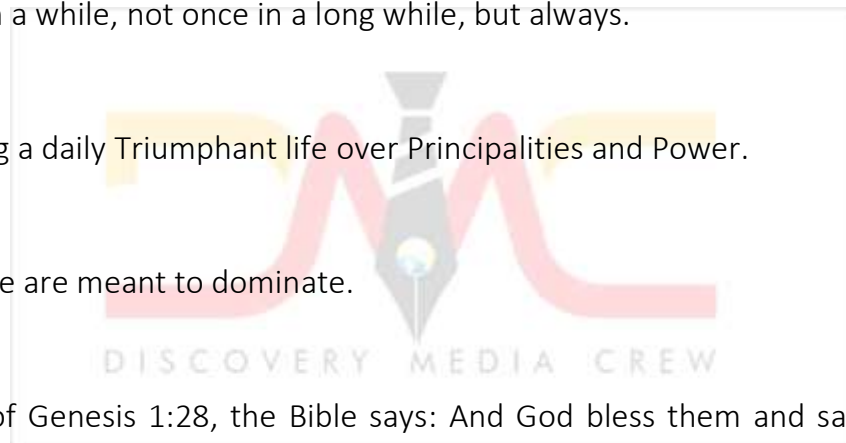 a while, not once in a long while, but always.
g a daily Triumphant life over Principalities and Power.
e are meant to dominate.
DISCOVERY MEDIA CREW
of Genesis 1:28, the Bible says: And God bless them and sa